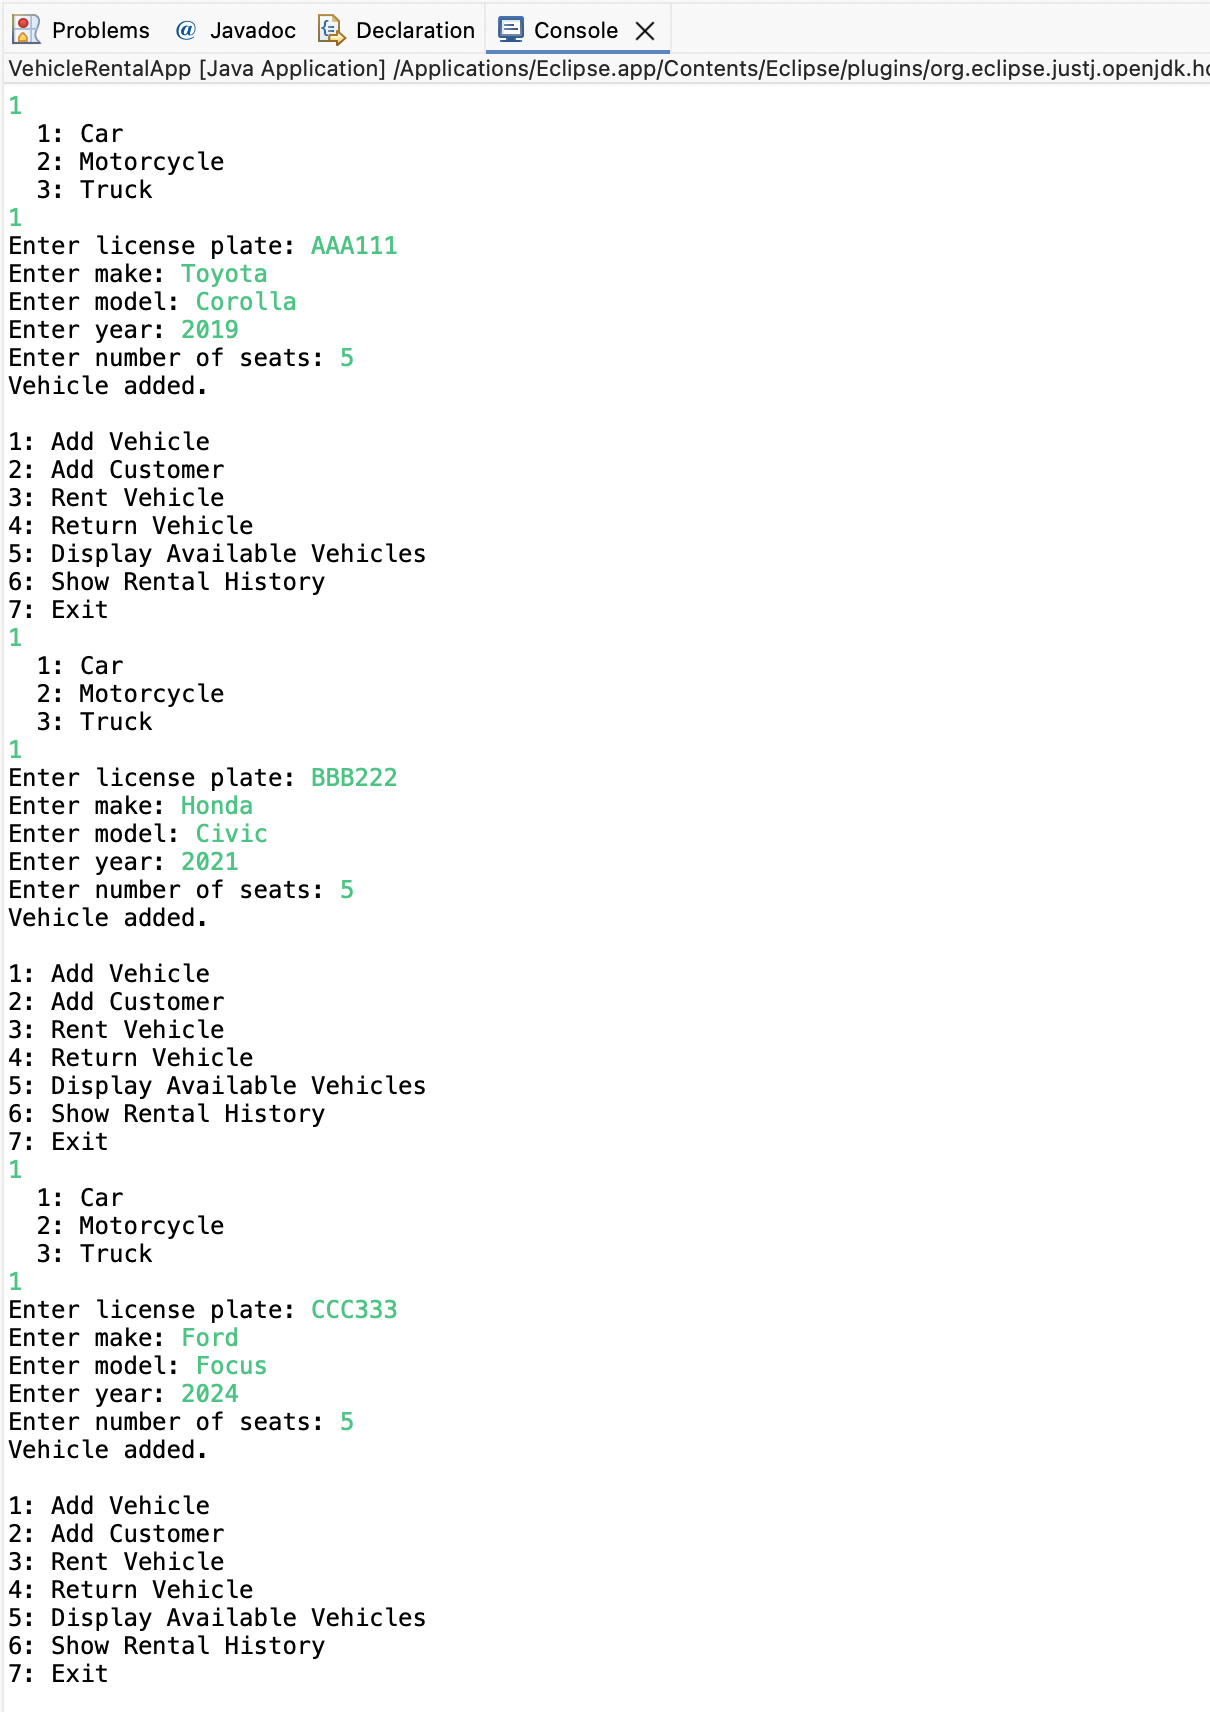 Problems @ Javadoc Declaration Console
VehicleRentalApp [Java Application] /Applications/Eclipse.app/Contents/Eclipse/plugins/org.eclipse.justj.openjdk.ho
1
  1: Car
  2: Motorcycle
  3: Truck
1
Enter license plate: AAA111
Enter make: Toyota
Enter model: Corolla
Enter year: 2019
Enter number of seats: 5
Vehicle added.

1: Add Vehicle
2: Add Customer
3: Rent Vehicle
4: Return Vehicle
5: Display Available Vehicles
6: Show Rental History
7: Exit
1
  1: Car
  2: Motorcycle
  3: Truck
1
Enter license plate: BBB222
Enter make: Honda
Enter model: Civic
Enter year: 2021
Enter number of seats: 5
Vehicle added.

1: Add Vehicle
2: Add Customer
3: Rent Vehicle
4: Return Vehicle
5: Display Available Vehicles
6: Show Rental History
7: Exit
1
  1: Car
  2: Motorcycle
  3: Truck
1
Enter license plate: CCC333
Enter make: Ford
Enter model: Focus
Enter year: 2024
Enter number of seats: 5
Vehicle added.

1: Add Vehicle
2: Add Customer
3: Rent Vehicle
4: Return Vehicle
5: Display Available Vehicles
6: Show Rental History
7: Exit